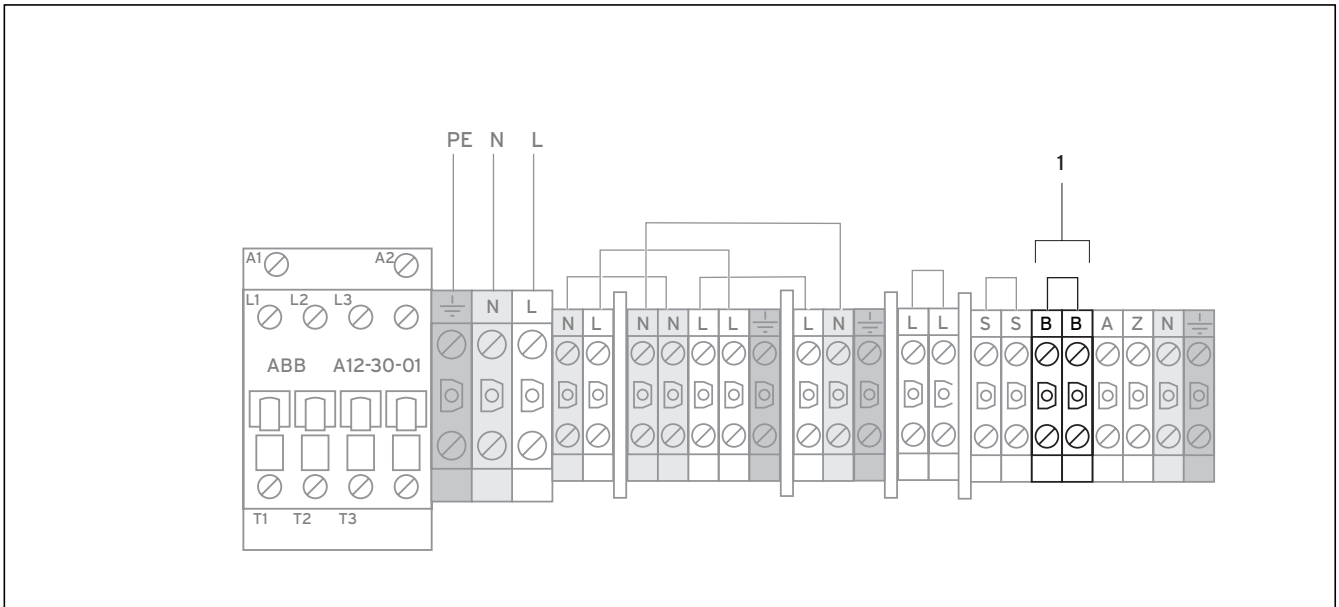 PE N L
1
A1 A2
L1 L2 L3
N L
N L N N L L L N L L S S B B A Z N
ABB A12-30-01
T1 T2 T3